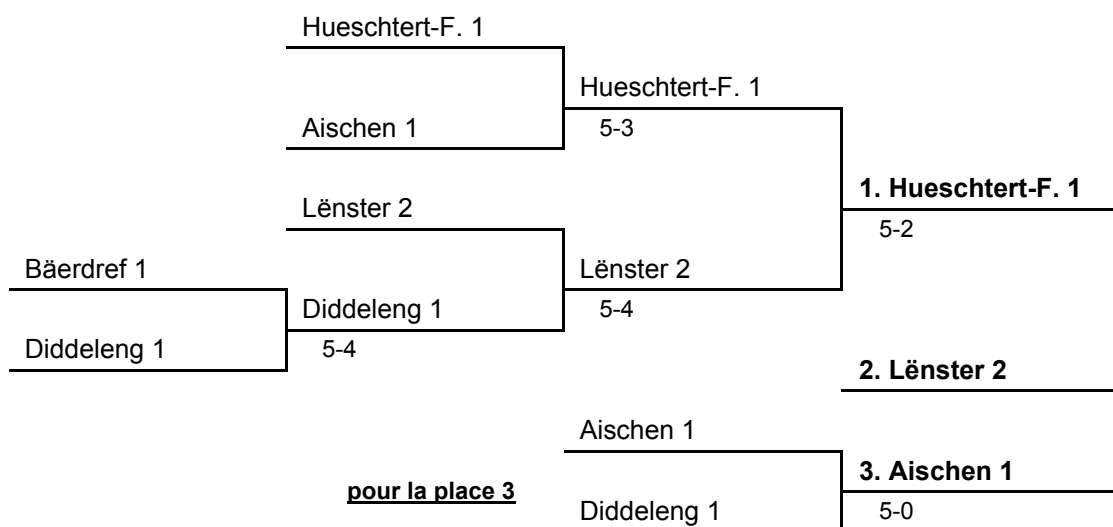 Hueschtert-F. 1
Hueschtert-F. 1
Aischen 1
5-3
1. Hueschtert-F. 1
Lënster 2
5-2
Bäerdref 1
Lënster 2
Diddeleng 1
5-4
Diddeleng 1
5-4
2. Lënster 2
Aischen 1
3. Aischen 1
pour la place 3
Diddeleng 1
5-0